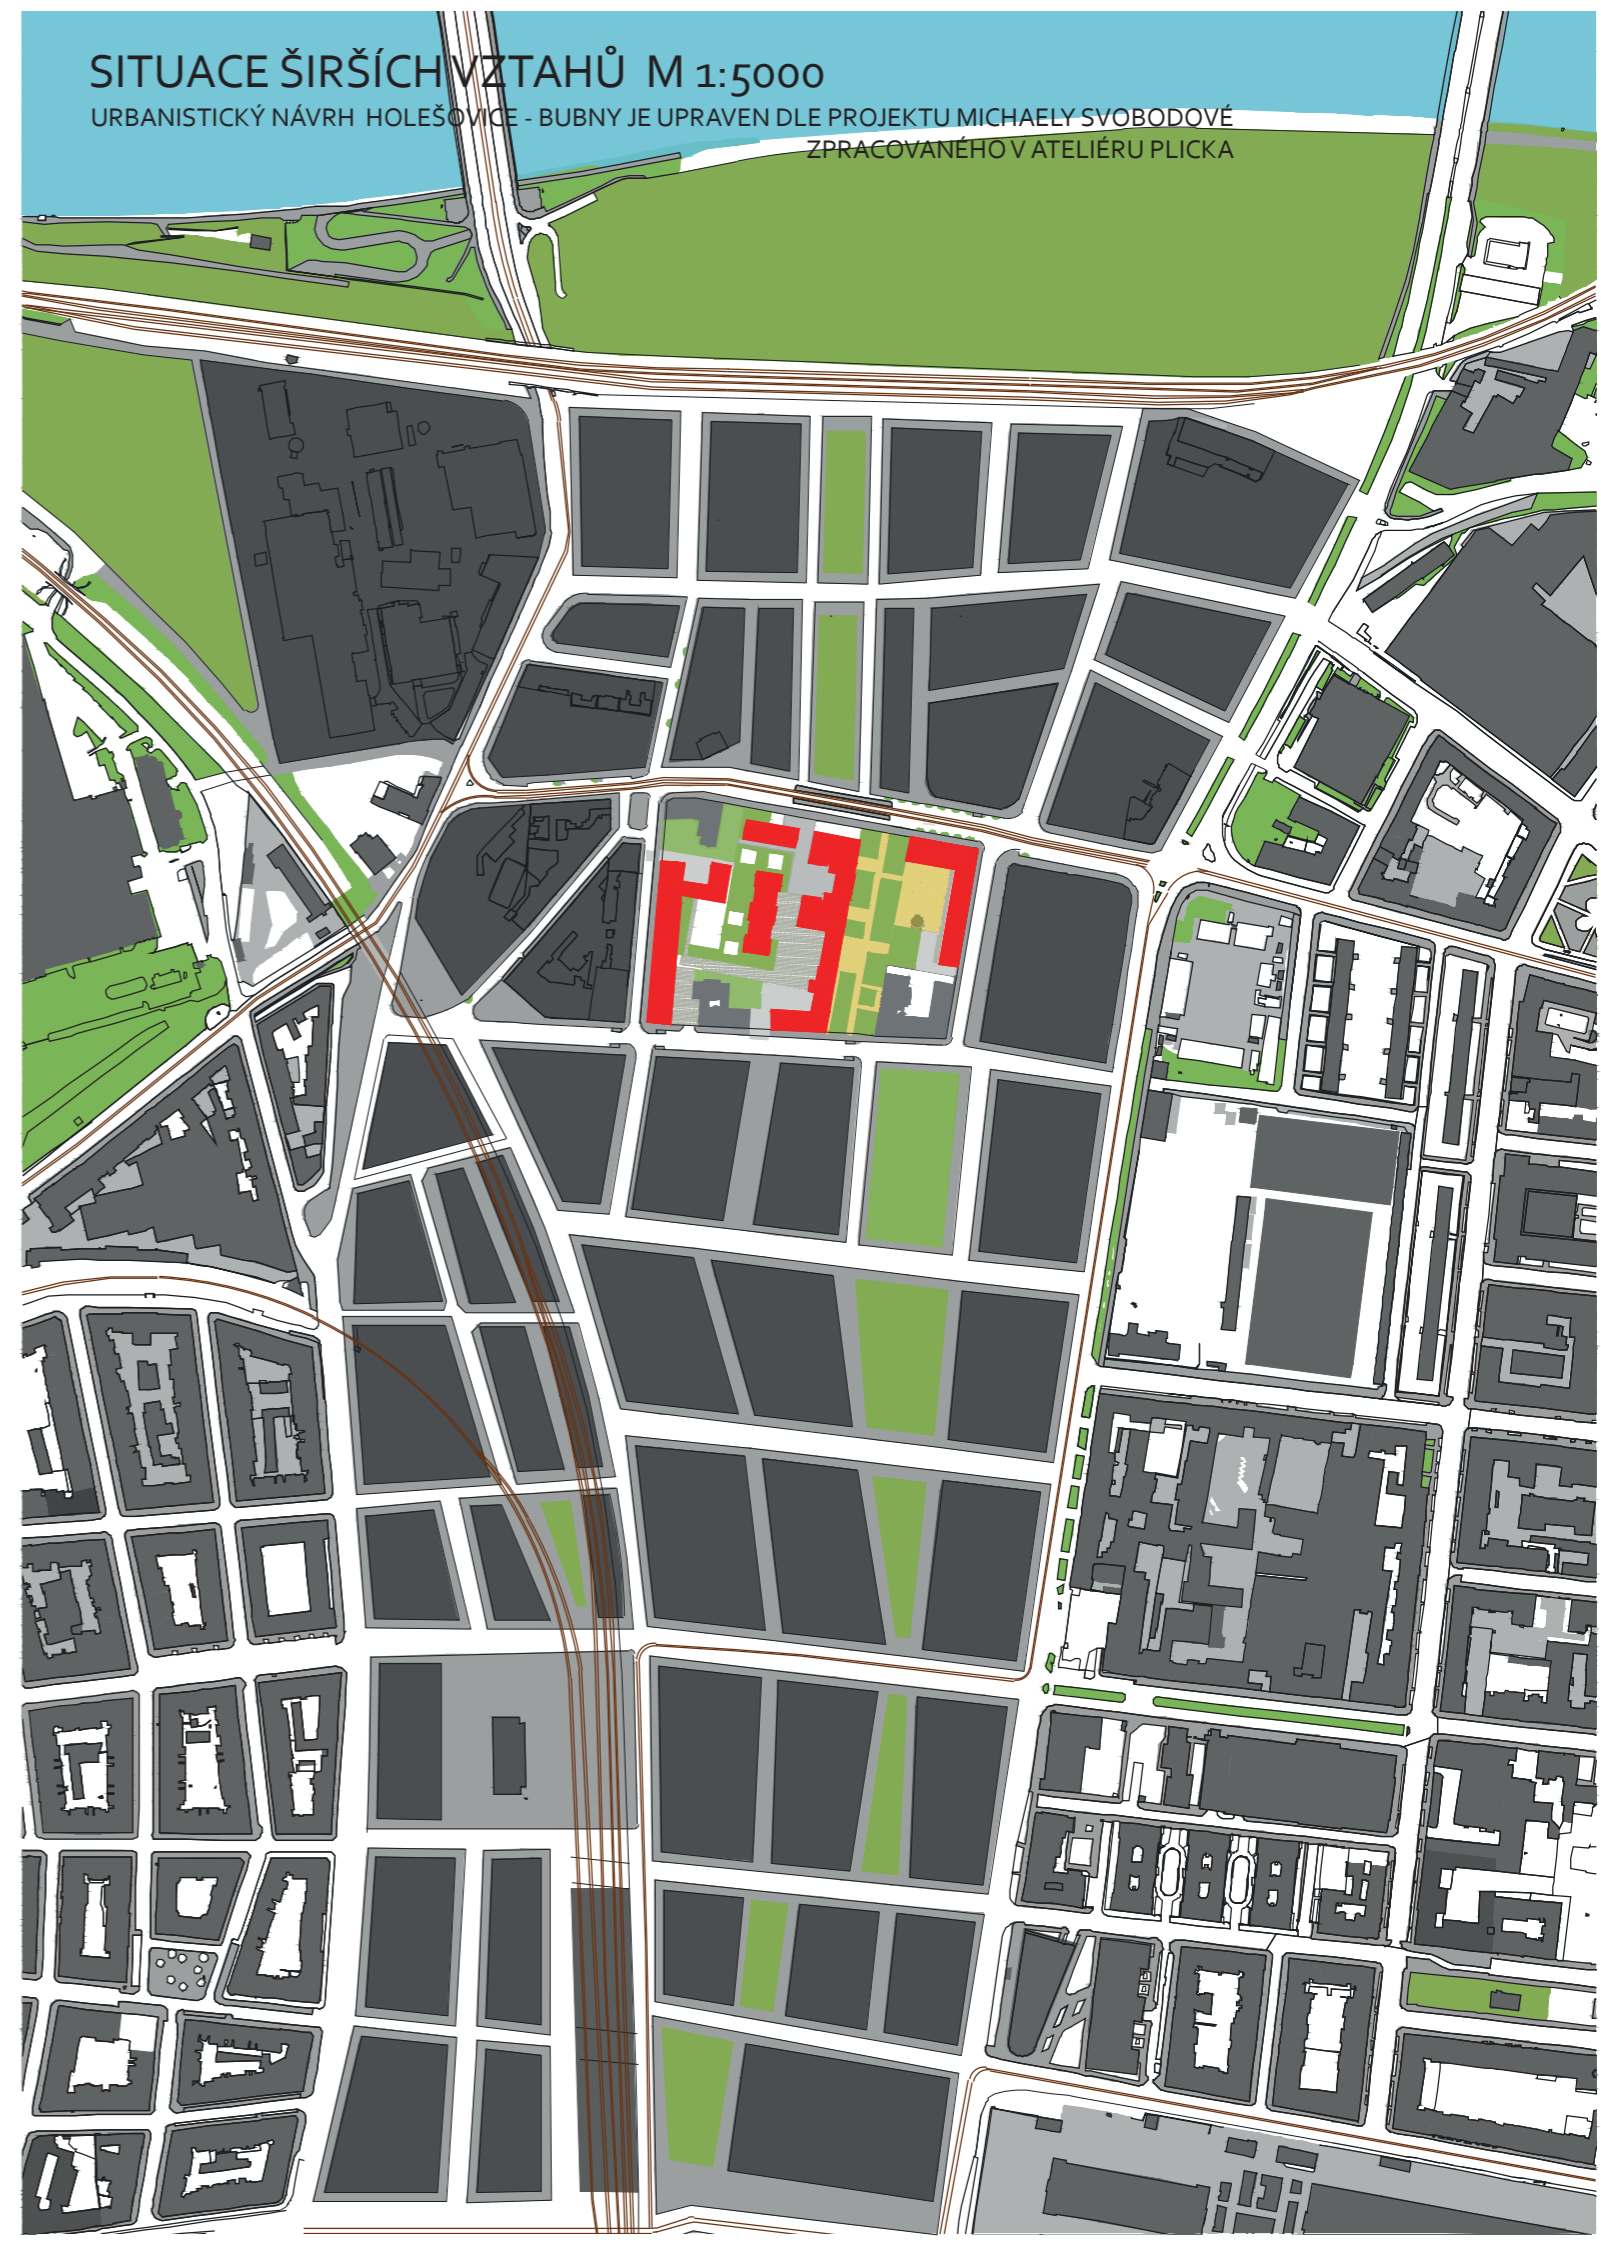 SITUACE ŠIRŠÍCH VZTAHŮ M 1:5000
URBANISTICKÝ NÁVRH HOLEŠOVICE - BUBNY JE UPRAVEN DLE PROJEKTU MICHAELY SVOBODOVÉ
ZPRACOVANÉHO V ATELIÉRU PLICKA